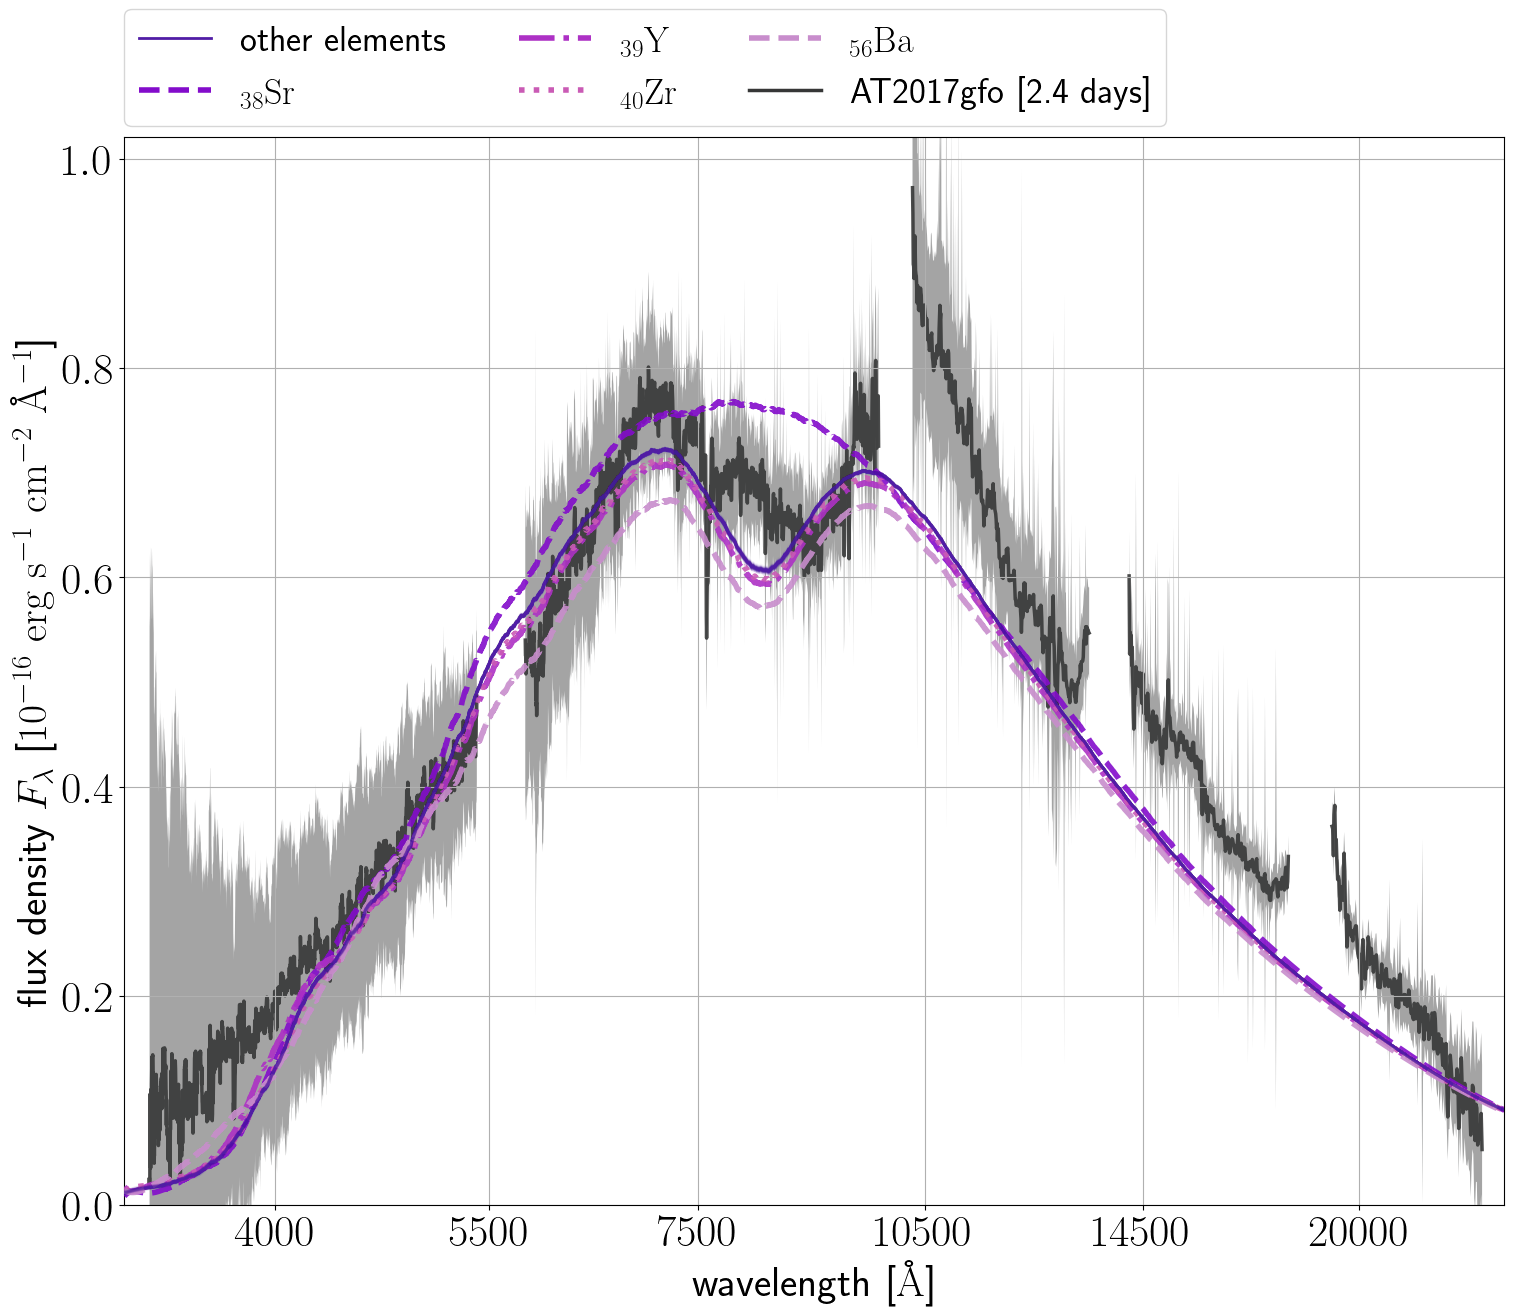 other elements
₃₈Sr
₃₉Y
₄₀Zr
₅₆Ba
AT2017gfo [2.4 days]
1.0
0.8
0.6
0.4
0.2
0.0
flux density F_λ [10⁻¹⁶ erg s⁻¹ cm⁻² Å⁻¹]
4000 5500 7500 10500 14500 20000
wavelength [Å]